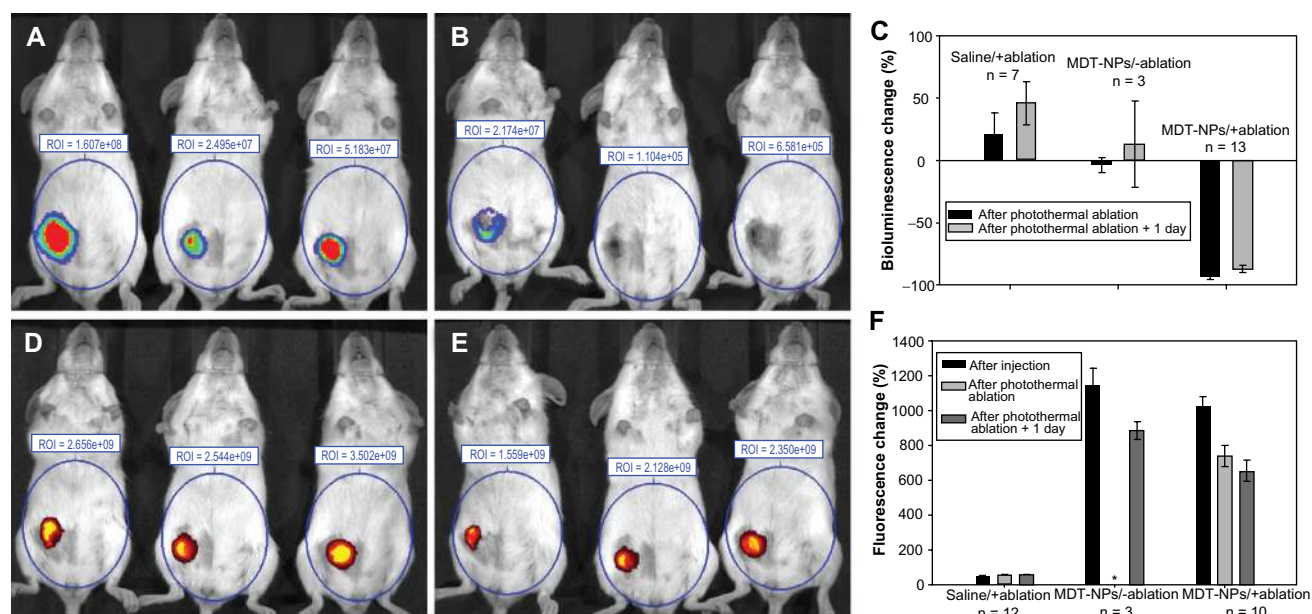 A
ROI = 1.607e+08
ROI = 2.495e+07
ROI = 5.183e+07
B
ROI = 2.174e+07
ROI = 1.104e+05
ROI = 6.581e+05
C
Bioluminescence change (%)
100
50
0
−50
−100
Saline/+ablation
n = 7
MDT-NPs/-ablation
n = 3
MDT-NPs/+ablation
n = 13
After photothermal ablation
After photothermal ablation + 1 day
D
ROI = 2.656e+09
ROI = 2.544e+09
ROI = 3.502e+09
E
ROI = 1.559e+09
ROI = 2.128e+09
ROI = 2.350e+09
F
Fluorescence change (%)
1400
1200
1000
800
600
400
200
0
After injection
After photothermal
ablation
After photothermal
ablation + 1 day
*
Saline/+ablation
n = 12
MDT-NPs/-ablation
n = 3
MDT-NPs/+ablation
n = 10